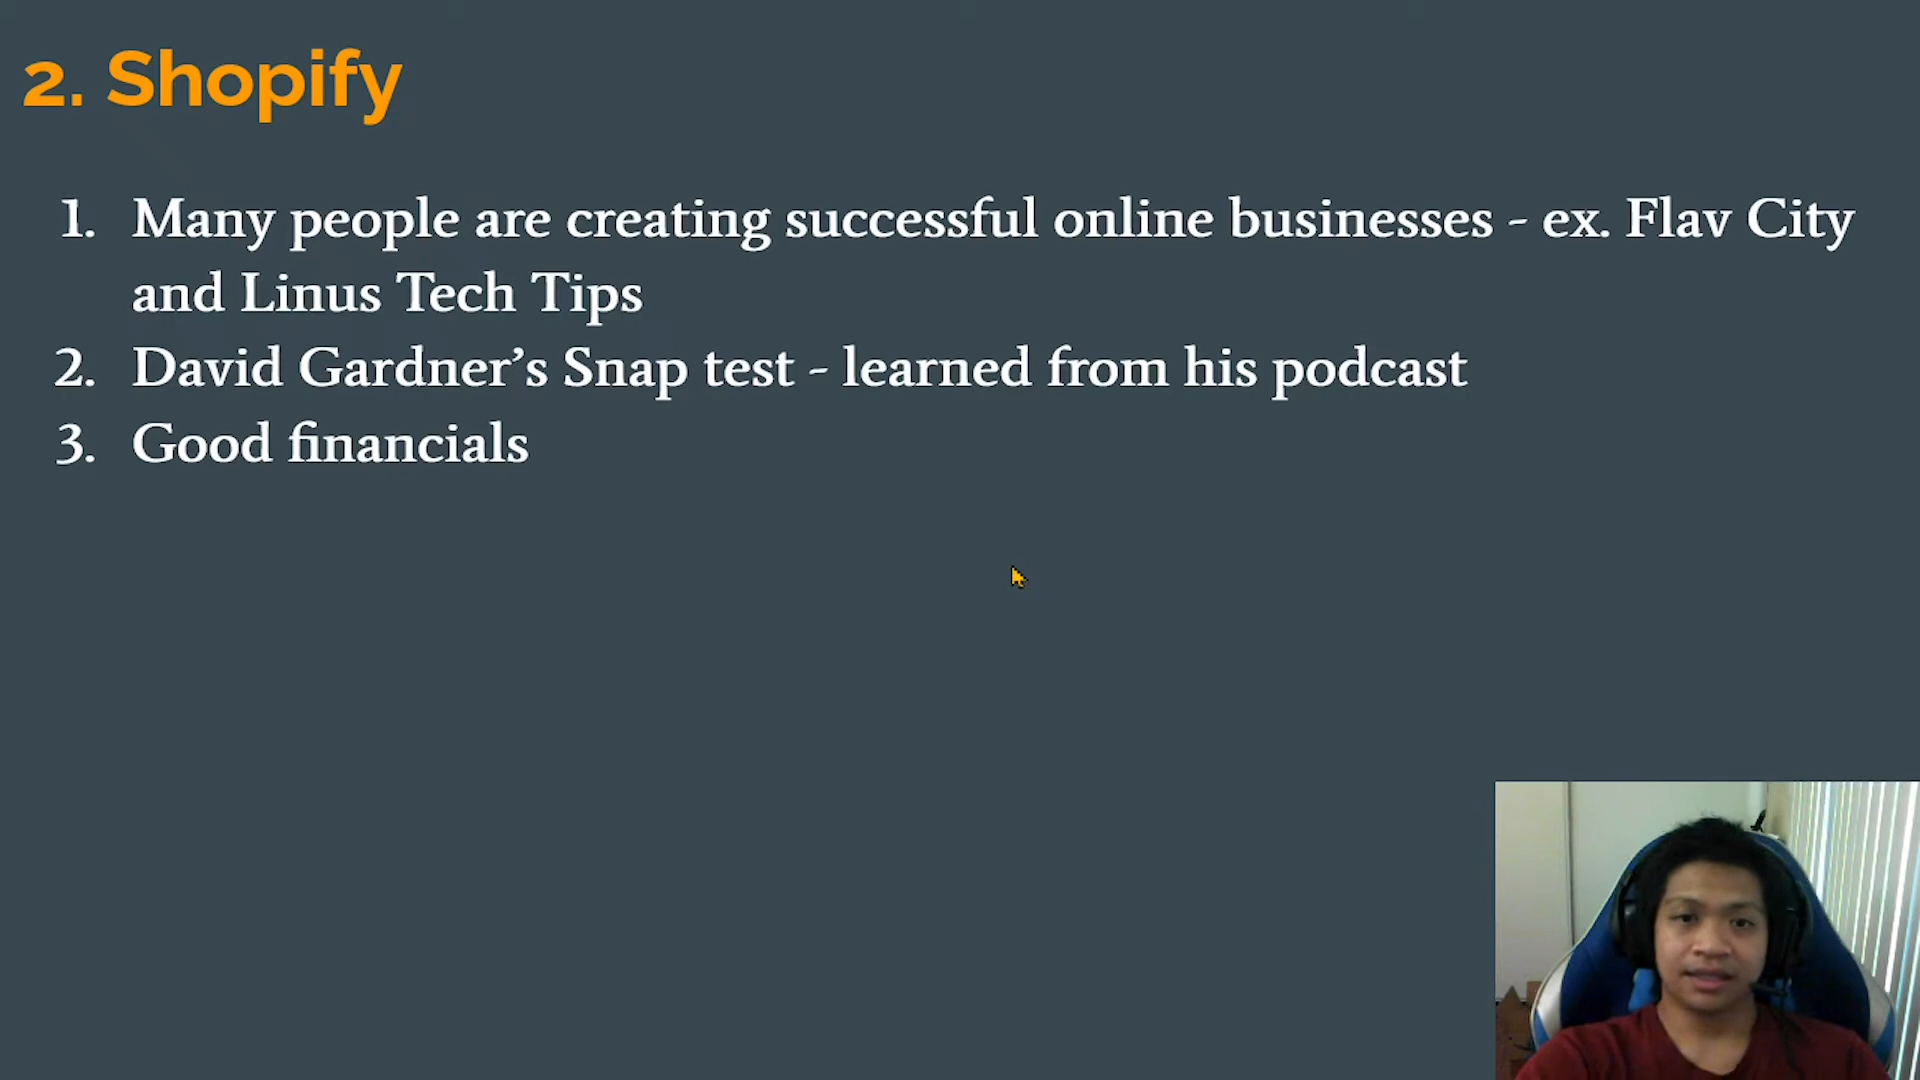 2. Shopify
1. Many people are creating successful online businesses - ex. Flav City
and Linus Tech Tips
2. David Gardner’s Snap test - learned from his podcast
3. Good financials